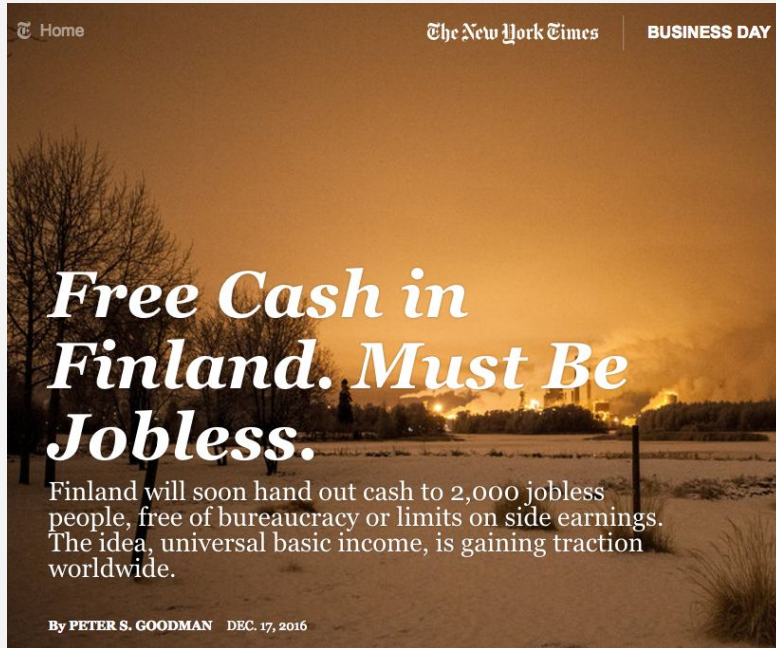 Home
The New York Times
BUSINESS DAY
Free Cash in
Finland. Must Be
Jobless.
Finland will soon hand out cash to 2,000 jobless
people, free of bureaucracy or limits on side earnings.
The idea, universal basic income, is gaining traction
worldwide.
By PETER S. GOODMAN DEC. 17, 2016